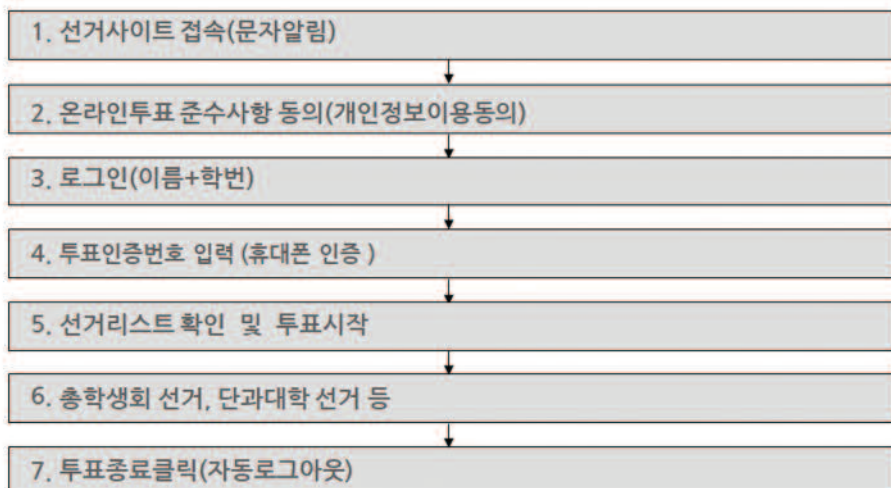 1. 선거사이트 접속(문자알림)
2. 온라인투표 준수사항 동의(개인정보이용동의)
3. 로그인(이름+학번)
4. 투표인증번호 입력 (휴대폰 인증 )
5. 선거리스트 확인 및 투표시작
6. 총학생회 선거, 단과대학 선거 등
7. 투표종료클릭(자동로그아웃)